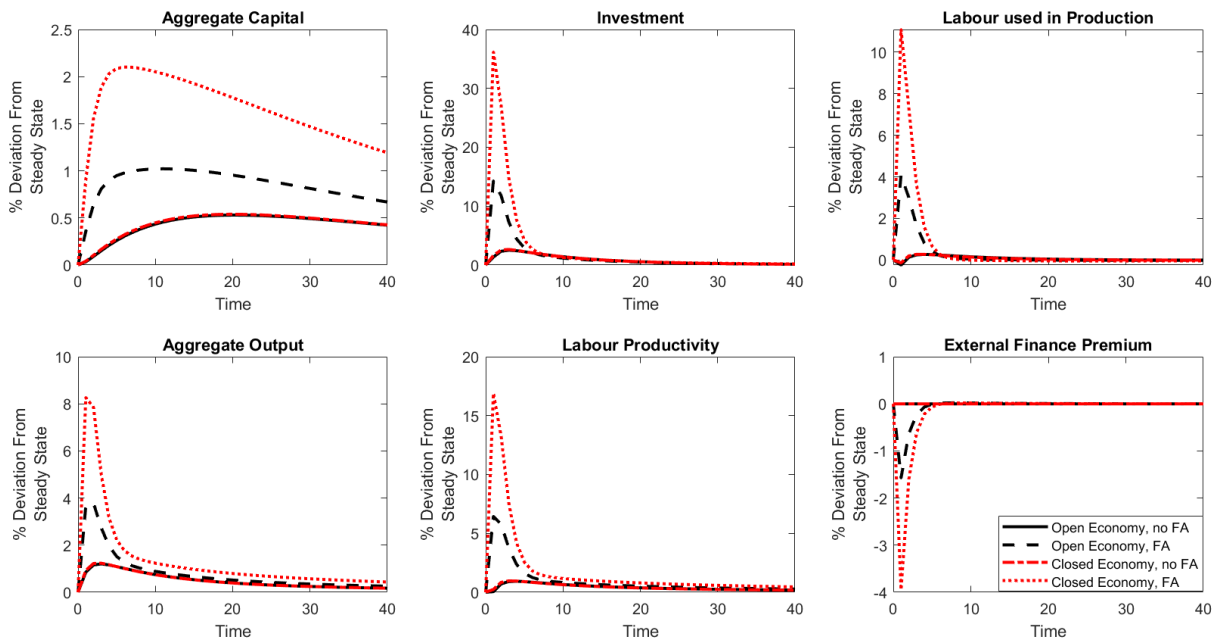 Aggregate Capital
% Deviation From
Steady State
2.5
2
1.5
1
0.5
0
0
10
20
30
40
Time
Investment
% Deviation From
Steady State
40
30
20
10
0
0
10
20
30
40
Time
Labour used in Production
% Deviation From
Steady State
10
8
6
4
2
0
0
10
20
30
40
Time
Aggregate Output
% Deviation From
Steady State
10
8
6
4
2
0
0
10
20
30
40
Time
Labour Productivity
% Deviation From
Steady State
20
15
10
5
0
0
10
20
30
40
Time
External Finance Premium
% Deviation From
Steady State
1
0
-1
-2
-3
-4
0
10
20
30
40
Time
Open Economy, no FA
Open Economy, FA
Closed Economy, no FA
Closed Economy, FA